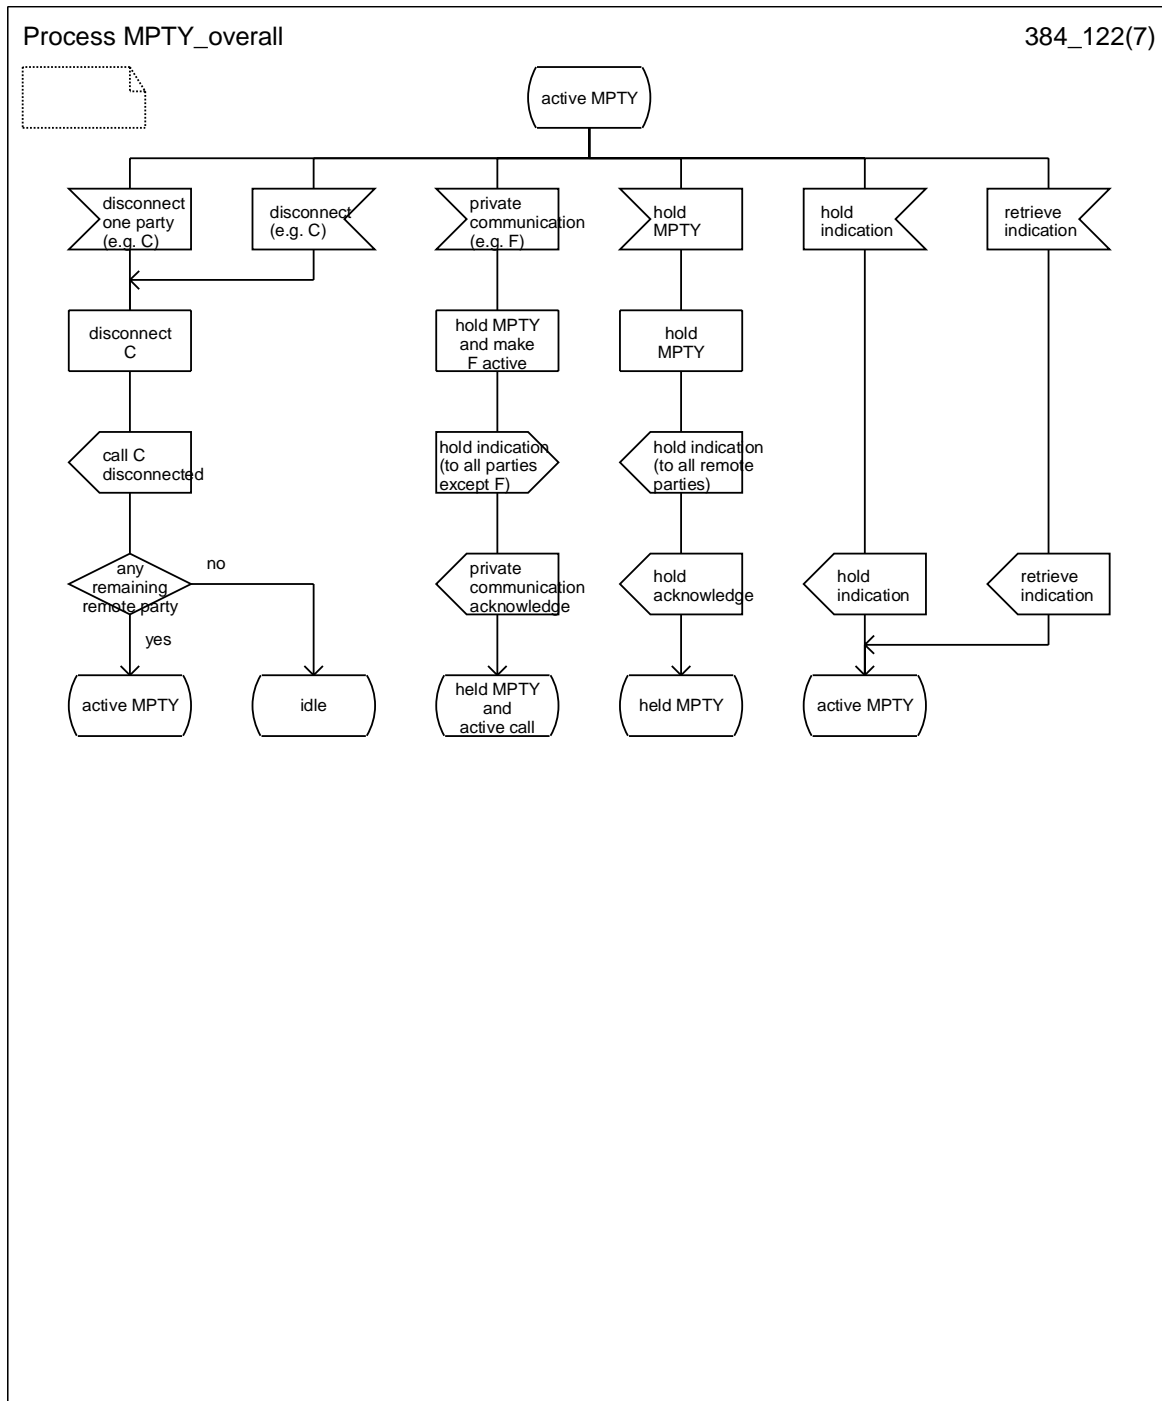 Process MPTY_overall
384_122(7)
active MPTY
disconnect
one party
(e.g. C)
disconnect
(e.g. C)
private
communication
(e.g. F)
hold
MPTY
hold
indication
retrieve
indication
disconnect
C
hold MPTY
and make
F active
hold
MPTY
call C
disconnected
hold indication
(to all parties
except F)
hold indication
(to all remote
parties)
any
remaining
remote party
no
private
communication
acknowledge
hold
acknowledge
hold
indication
retrieve
indication
yes
active MPTY
idle
held MPTY
and
active call
held MPTY
active MPTY